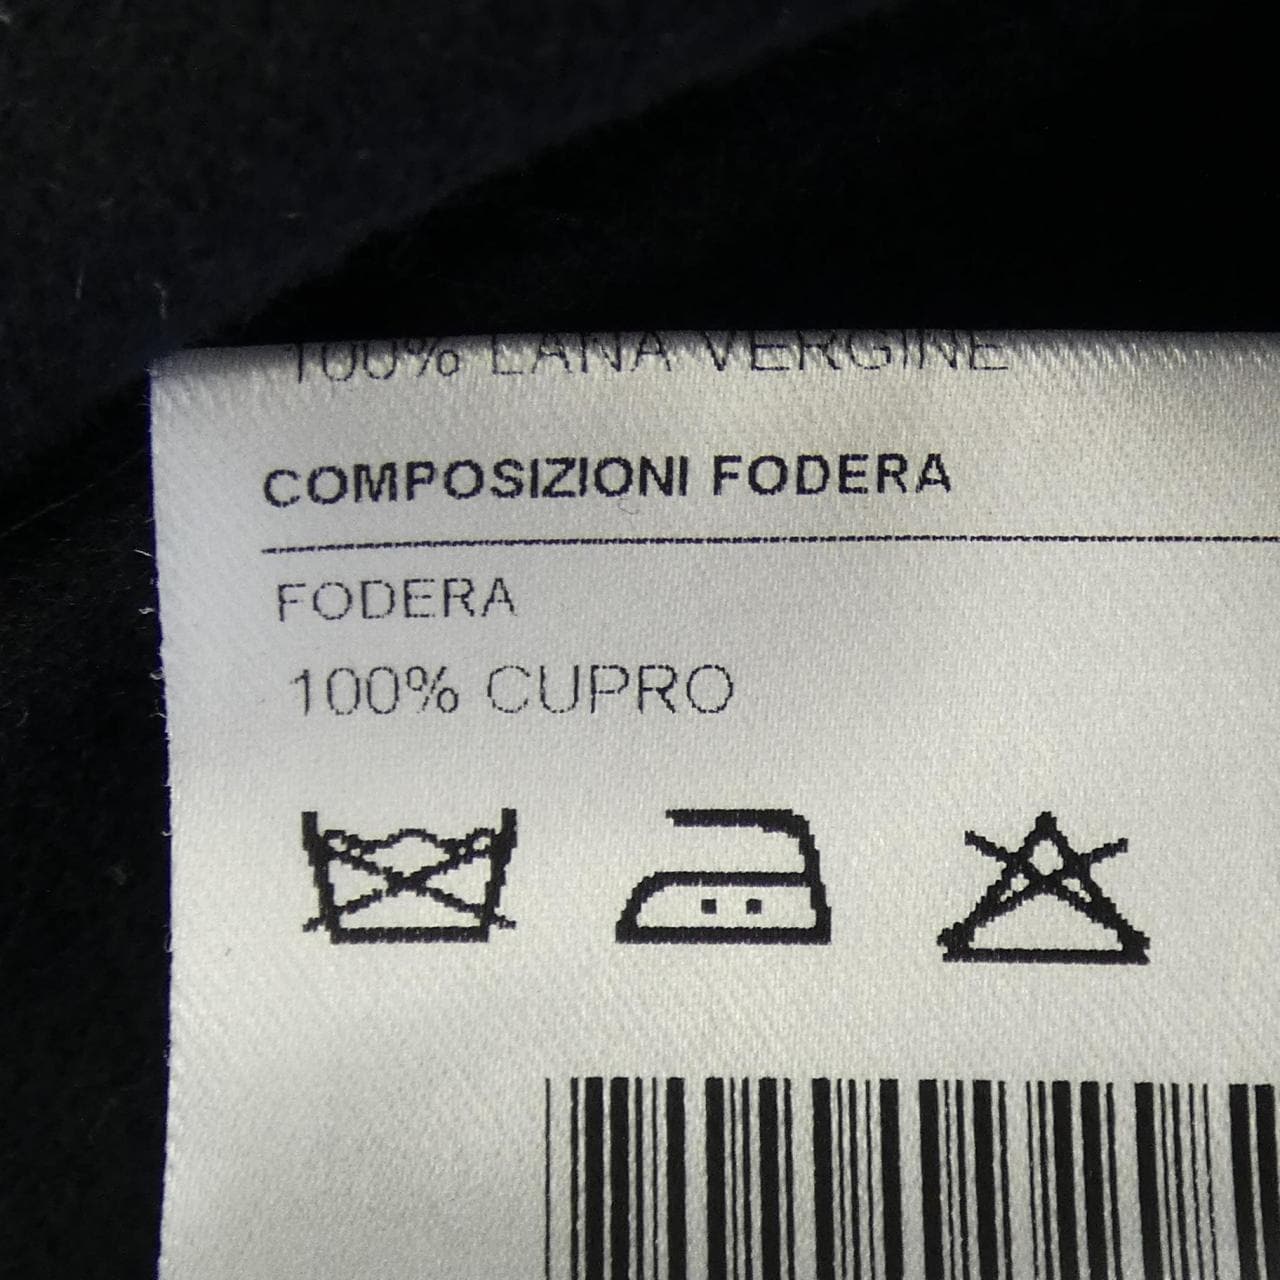 100% LANA VERGINE
COMPOSIZIONI FODERA
FODERA
100% CUPRO